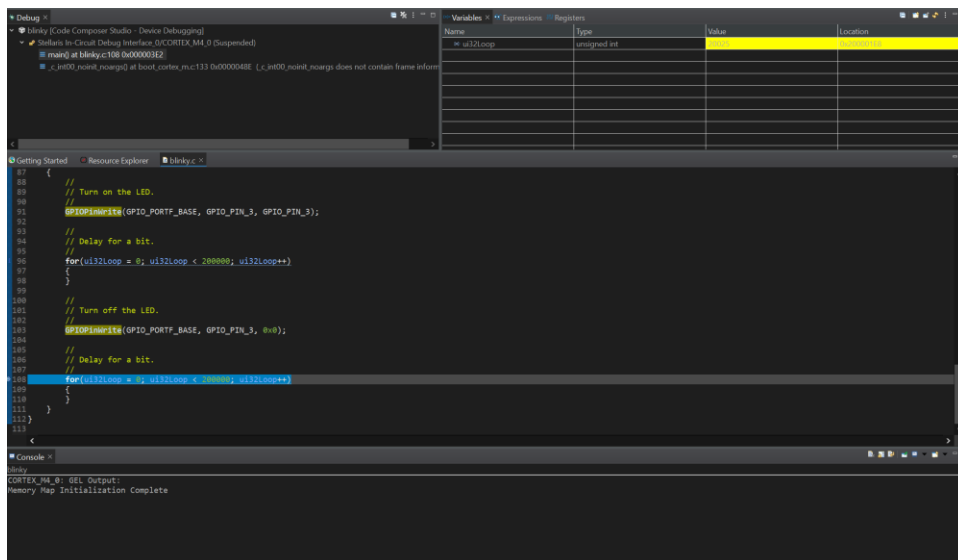 Debug ×
blinky [Code Composer Studio - Device Debugging]
Stellaris In-Circuit Debug Interface_0/CORTEX_M4_0 (Suspended)
main() at blinky.c:108 0x000003E2
_c_int00_noinit_noargs() at boot_cortex_m.c:133 0x0000048E (_c_int00_noinit_noargs does not contain frame inform
Variables × Expressions Registers
Name Type Value Location
ui32Loop unsigned int
Getting Started Resource Explorer blinky.c ×
87 {
88 //
89 // Turn on the LED.
90 //
91 GPIOPinWrite(GPIO_PORTF_BASE, GPIO_PIN_3, GPIO_PIN_3);
92
93 //
94 // Delay for a bit.
95 //
96 for(ui32Loop = 0; ui32Loop < 200000; ui32Loop++)
97 {
98 }
99
100 //
101 // Turn off the LED.
102 //
103 GPIOPinWrite(GPIO_PORTF_BASE, GPIO_PIN_3, 0x0);
104
105 //
106 // Delay for a bit.
107 //
108 for(ui32Loop = 0; ui32Loop < 200000; ui32Loop++)
109 {
110 }
111 }
112 }
113
Console ×
blinky
CORTEX_M4_0: GEL Output:
Memory Map Initialization Complete